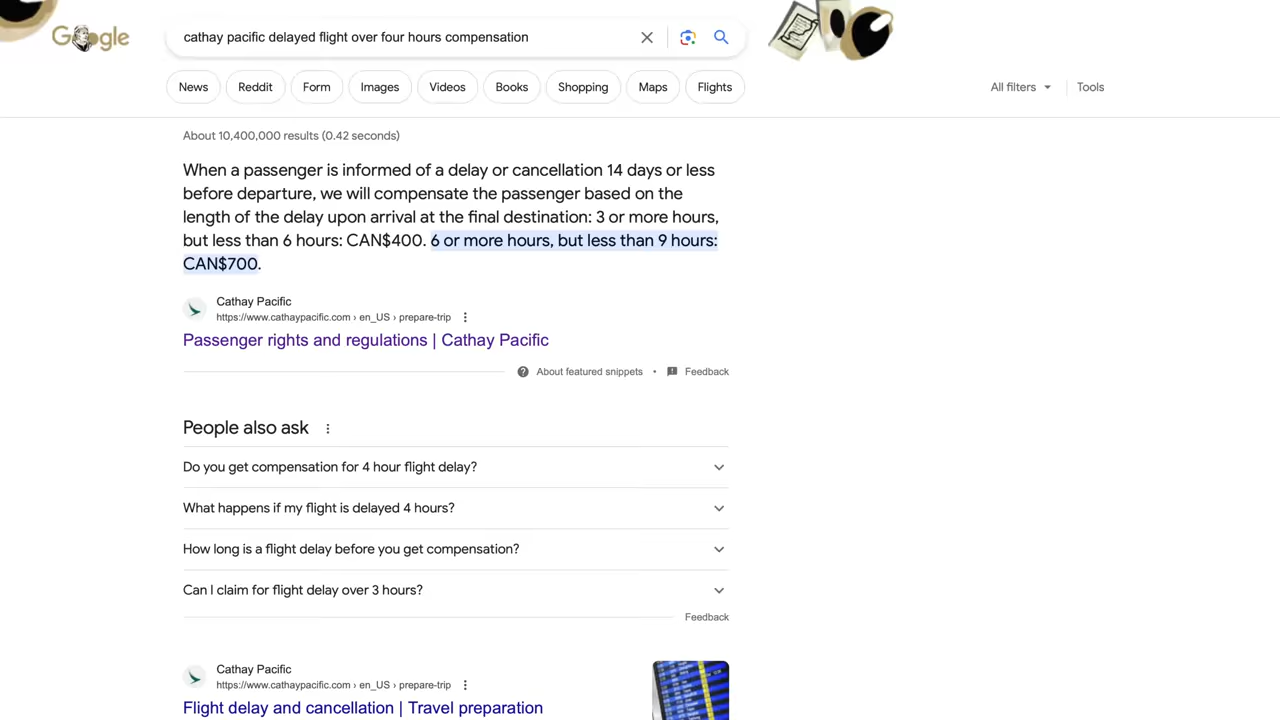 Google
cathay pacific delayed flight over four hours compensation
News
Reddit
Form
Images
Videos
Books
Shopping
Maps
Flights
All filters
Tools
About 10,400,000 results (0.42 seconds)
When a passenger is informed of a delay or cancellation 14 days or less
before departure, we will compensate the passenger based on the
length of the delay upon arrival at the final destination: 3 or more hours,
but less than 6 hours: CAN$400. 6 or more hours, but less than 9 hours:
CAN$700.
Cathay Pacific
https://www.cathaypacific.com › en_US › prepare-trip
Passenger rights and regulations | Cathay Pacific
About featured snippets • Feedback
People also ask
Do you get compensation for 4 hour flight delay?
What happens if my flight is delayed 4 hours?
How long is a flight delay before you get compensation?
Can I claim for flight delay over 3 hours?
Feedback
Cathay Pacific
https://www.cathaypacific.com › en_US › prepare-trip
Flight delay and cancellation | Travel preparation